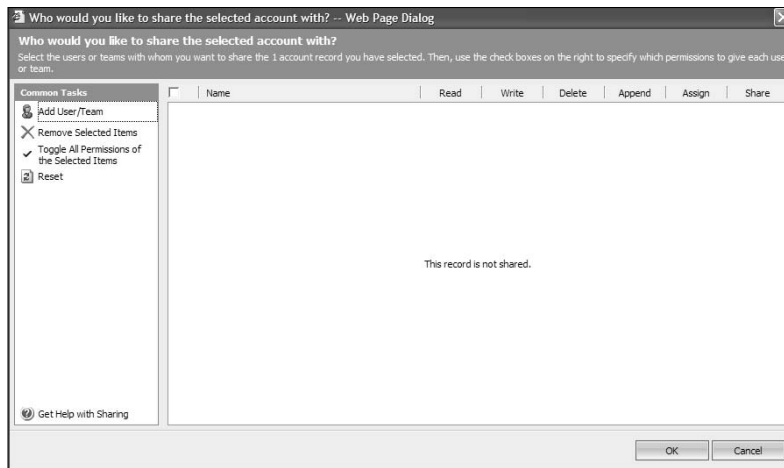 Who would you like to share the selected account with? -- Web Page Dialog
Who would you like to share the selected account with?
Select the users or teams with whom you want to share the 1 account record you have selected. Then, use the check boxes on the right to specify which permissions to give each use
or team.
Common Tasks
Name Read Write Delete Append Assign Share
Add User/Team
Remove Selected Items
Toggle All Permissions of
the Selected Items
Reset
This record is not shared.
Get Help with Sharing
OK Cancel